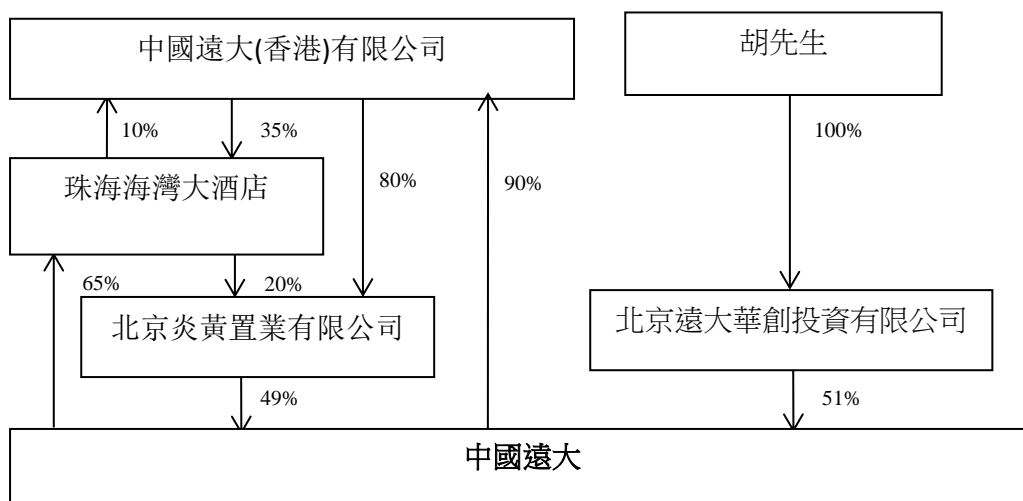 中國遠大(香港)有限公司
胡先生
10%
35%
100%
80%
90%
珠海海灣大酒店
65%
20%
北京炎黃置業有限公司
北京遠大華創投資有限公司
49%
51%
中國遠大